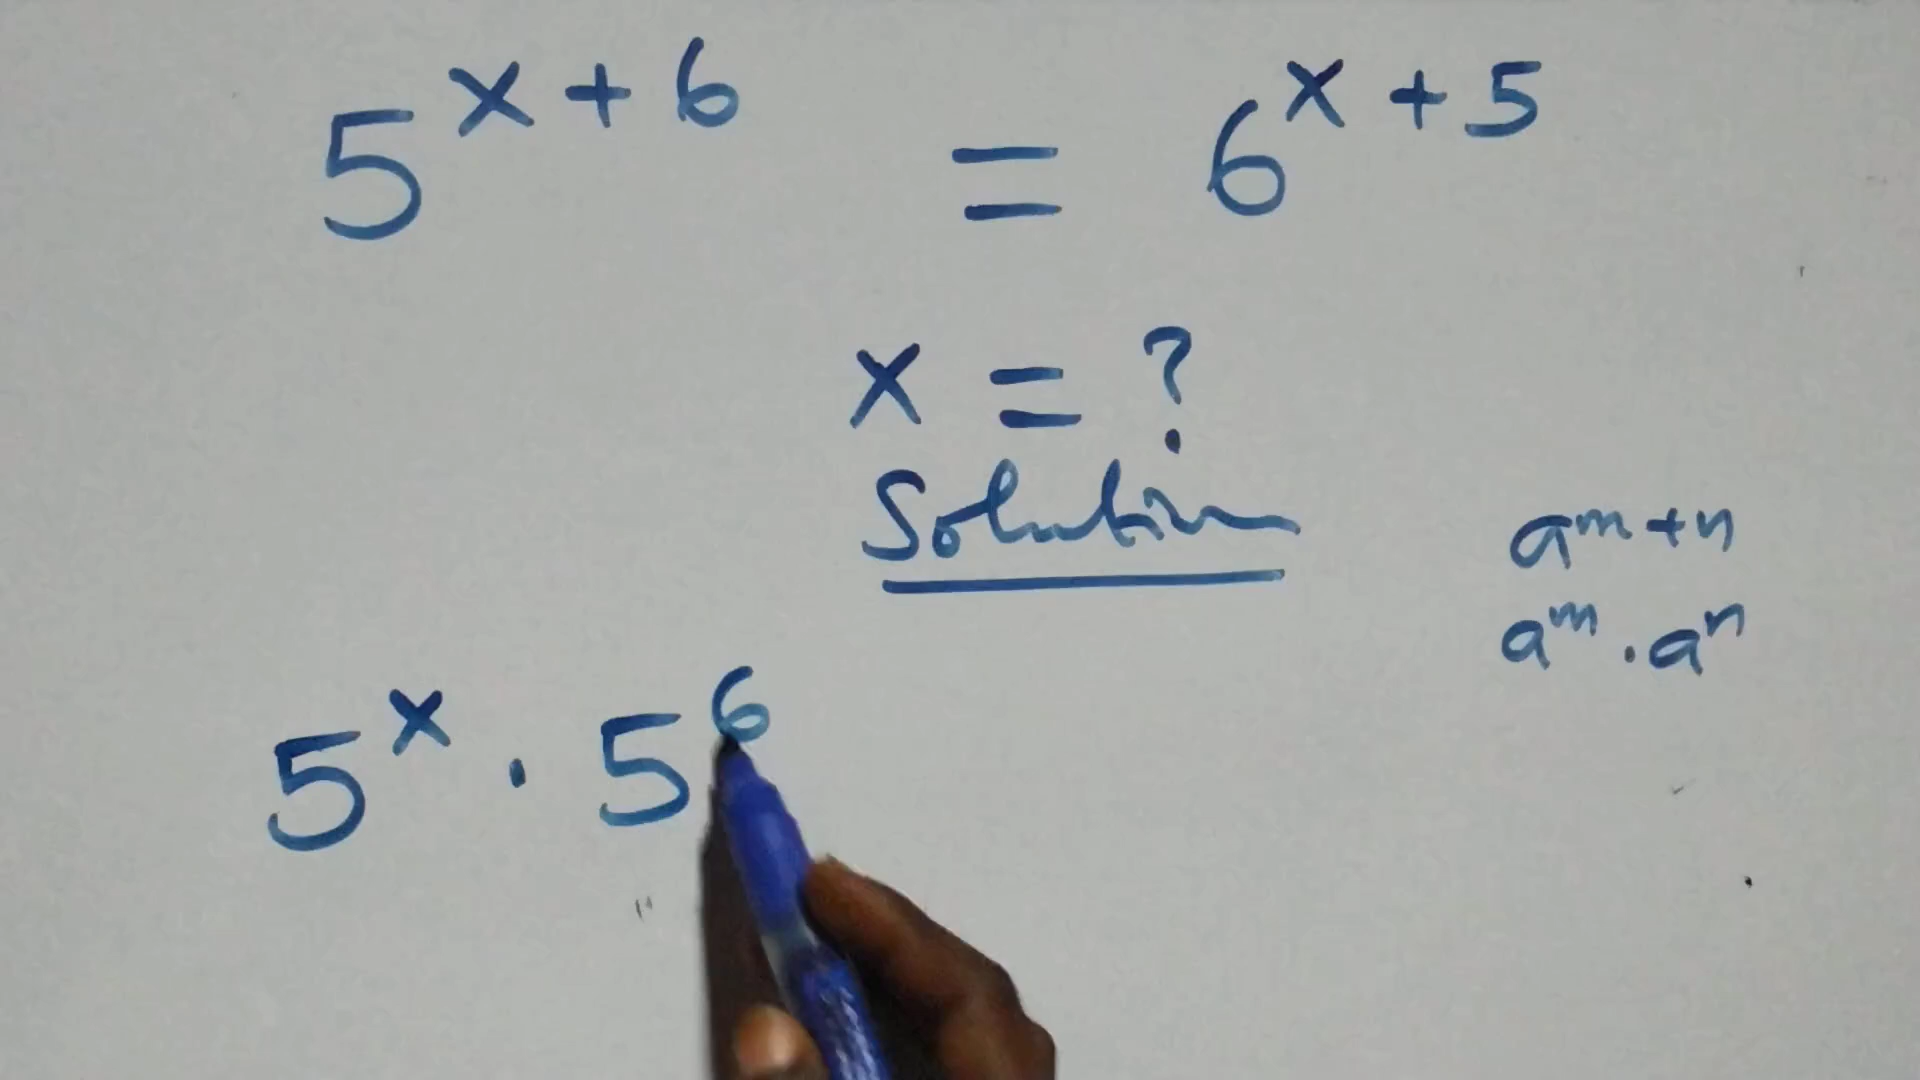 5^{x+6} = 6^{x+5}
x = ?
Solution
a^{m+n}
a^m . a^n
5^x · 5^6